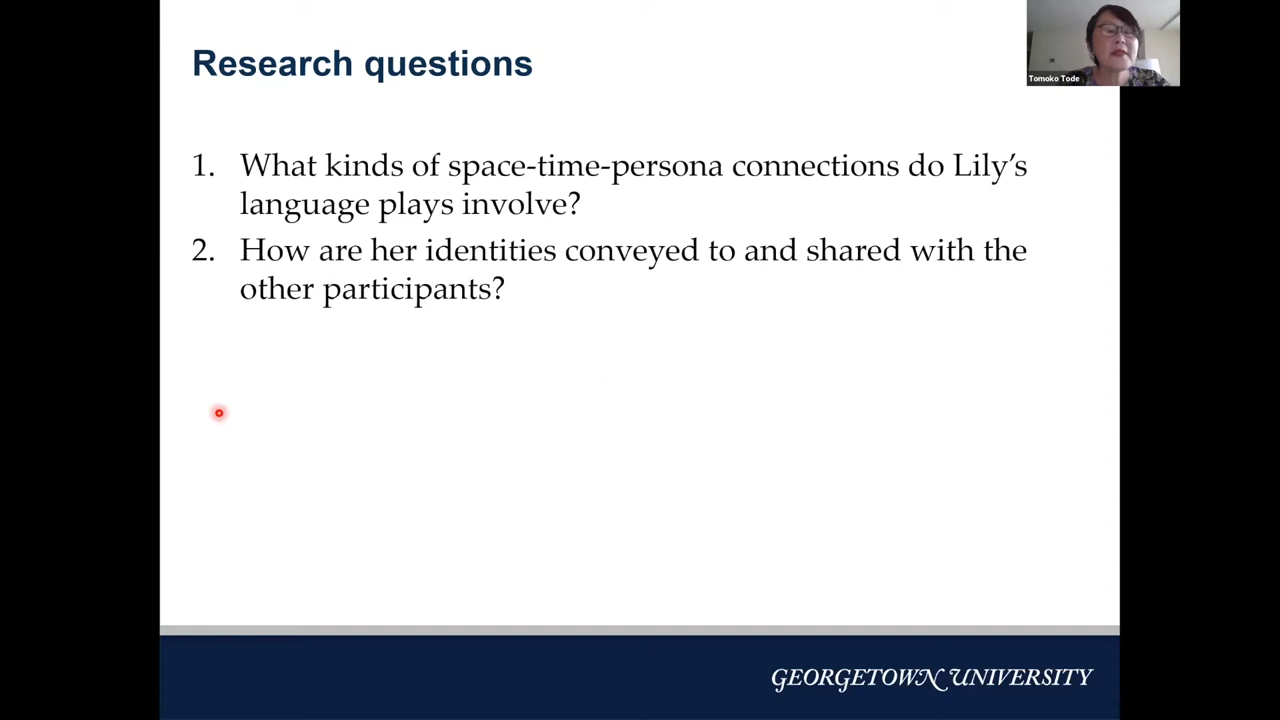 Research questions
Tomoko Tode
1. What kinds of space-time-persona connections do Lily’s
language plays involve?
2. How are her identities conveyed to and shared with the
other participants?
GEORGETOWN UNIVERSITY